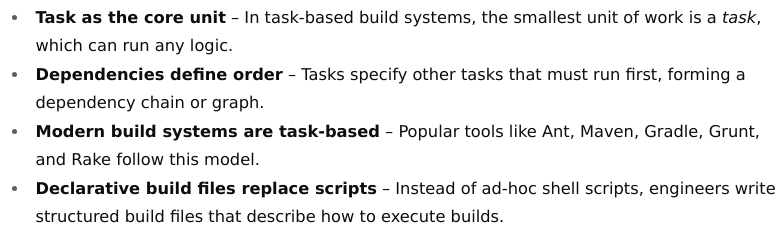 • Task as the core unit – In task-based build systems, the smallest unit of work is a task,
which can run any logic.
• Dependencies define order – Tasks specify other tasks that must run first, forming a
dependency chain or graph.
• Modern build systems are task-based – Popular tools like Ant, Maven, Gradle, Grunt,
and Rake follow this model.
• Declarative build files replace scripts – Instead of ad-hoc shell scripts, engineers write
structured build files that describe how to execute builds.